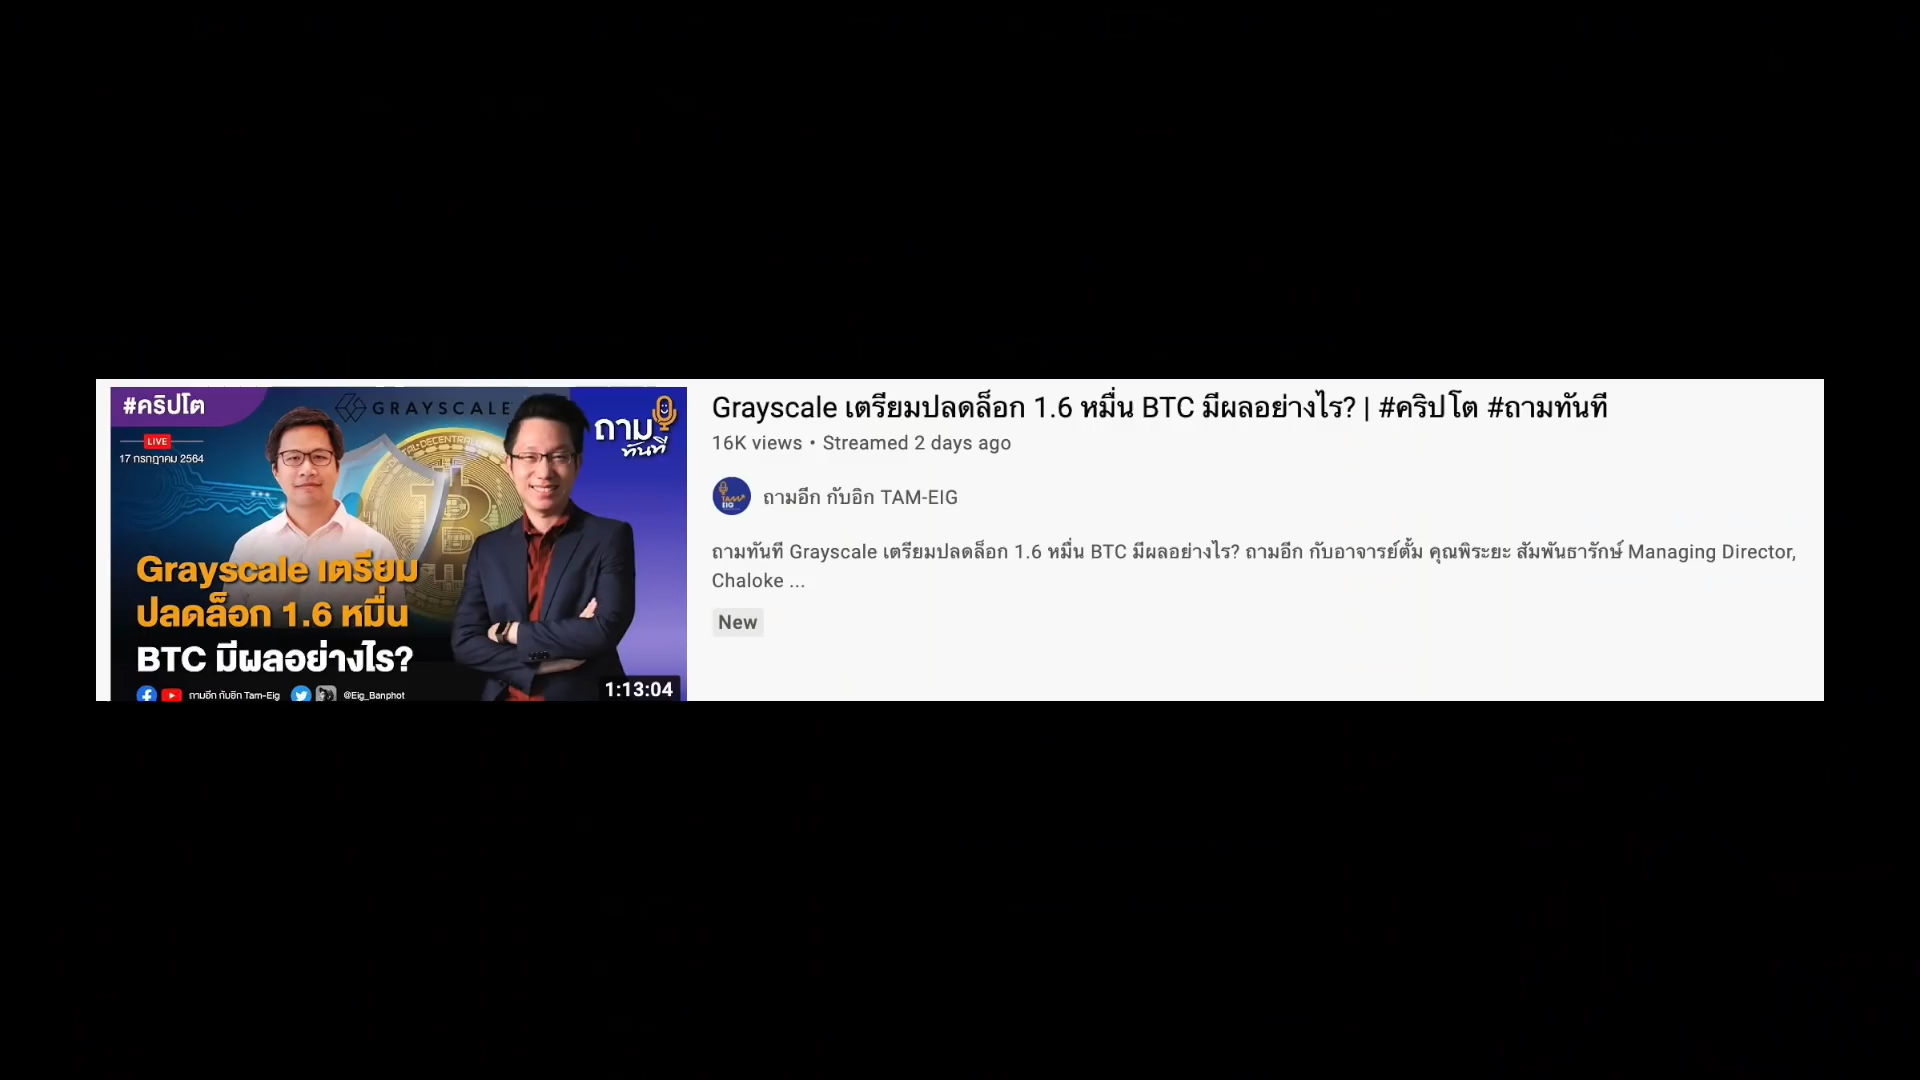 #คริปโต
LIVE
17 กรกฎาคม 2564
GRAYSCALE
DECENTRAL
ถาม
ทันที
Grayscale เตรียม
ปลดล็อก 1.6 หมื่น
BTC มีผลอย่างไร?
ถามอีก กับอิก Tam-Eig @Eig_Banphot
1:13:04
Grayscale เตรียมปลดล็อก 1.6 หมื่น BTC มีผลอย่างไร? | #คริปโต #ถามทันที
16K views • Streamed 2 days ago
TAM
EIG
ถามอีก กับอิก TAM-EIG
ถามทันที Grayscale เตรียมปลดล็อก 1.6 หมื่น BTC มีผลอย่างไร? ถามอีก กับอาจารย์ตั้ม คุณพิระยะ สัมพันธารักษ์ Managing Director,
Chaloke ...
New